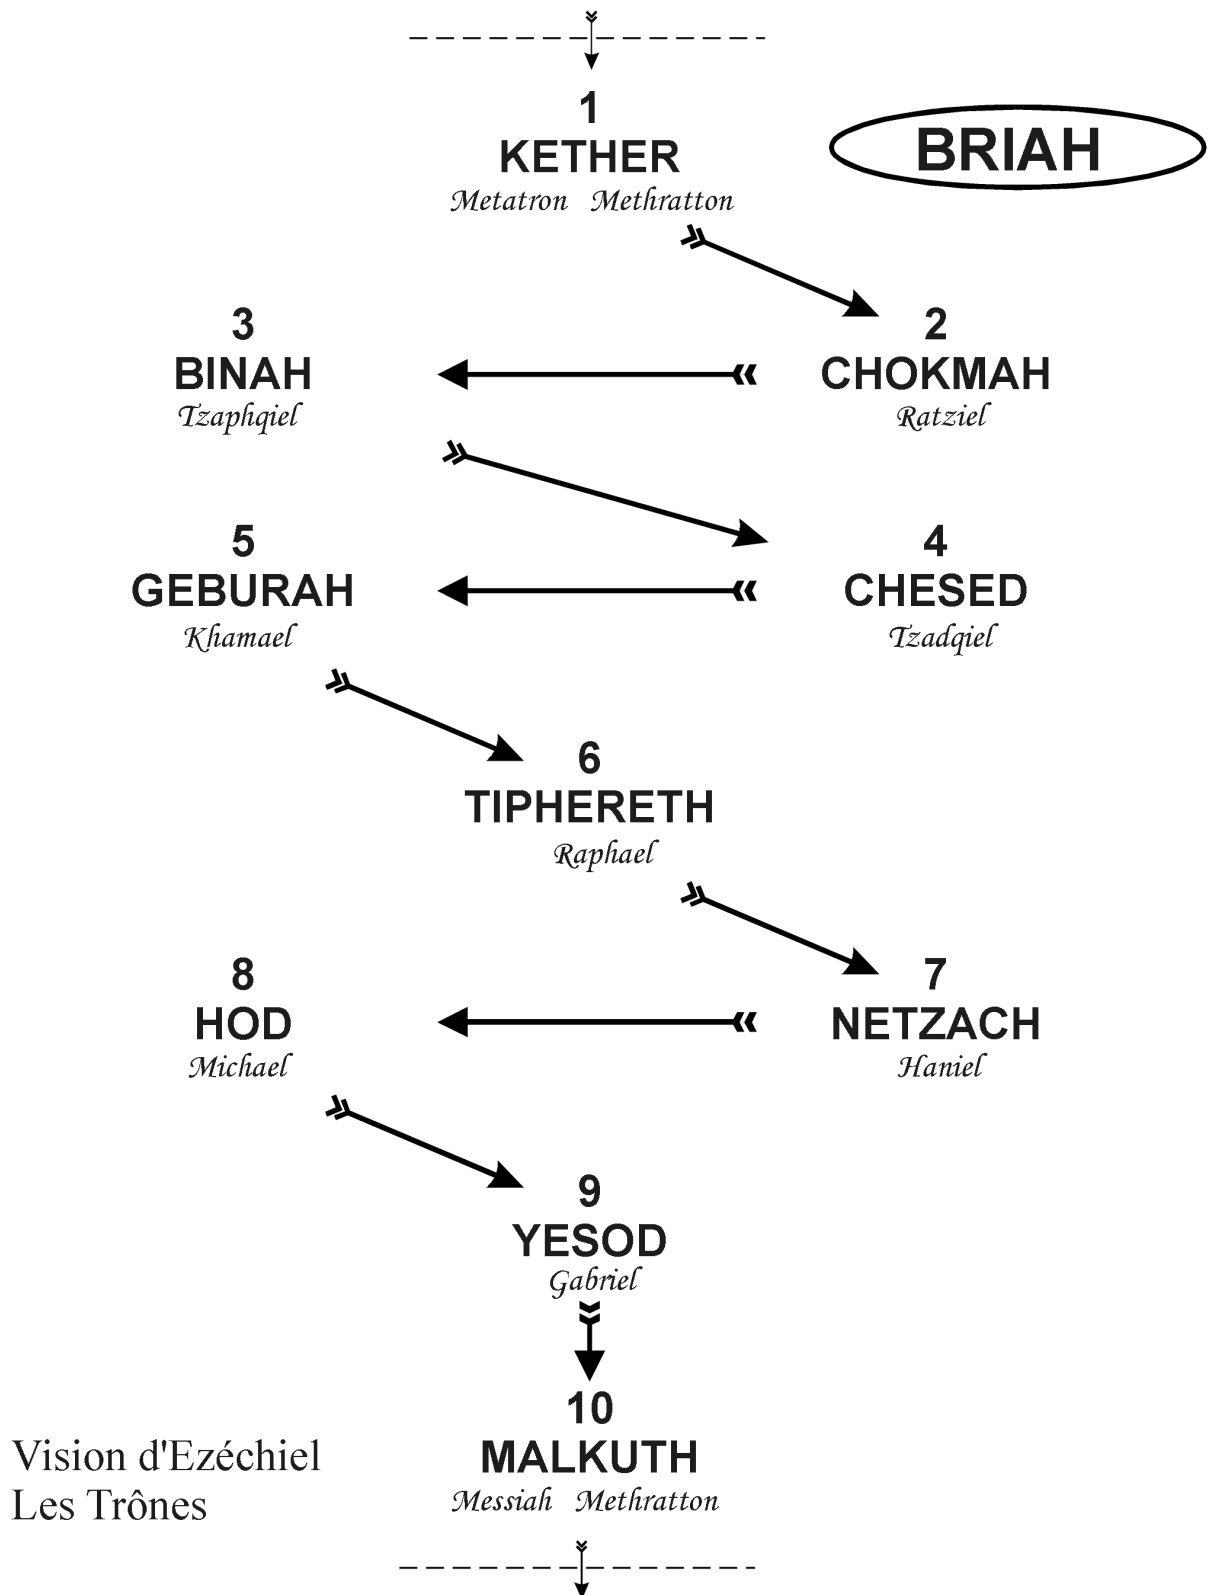 1
KETHER
Metatron Methratton
BRIAH
3
BINAH
Tzaphqiel
2
CHOKMAH
Ratziel
5
GEBURAH
Khamael
4
CHESED
Tzadqiel
6
TIPHERETH
Raphael
8
HOD
Michael
7
NETZACH
Haniel
9
YESOD
Gabriel
10
MALKUTH
Messiah Methratton
Vision d'Ezéchiel
Les Trônes